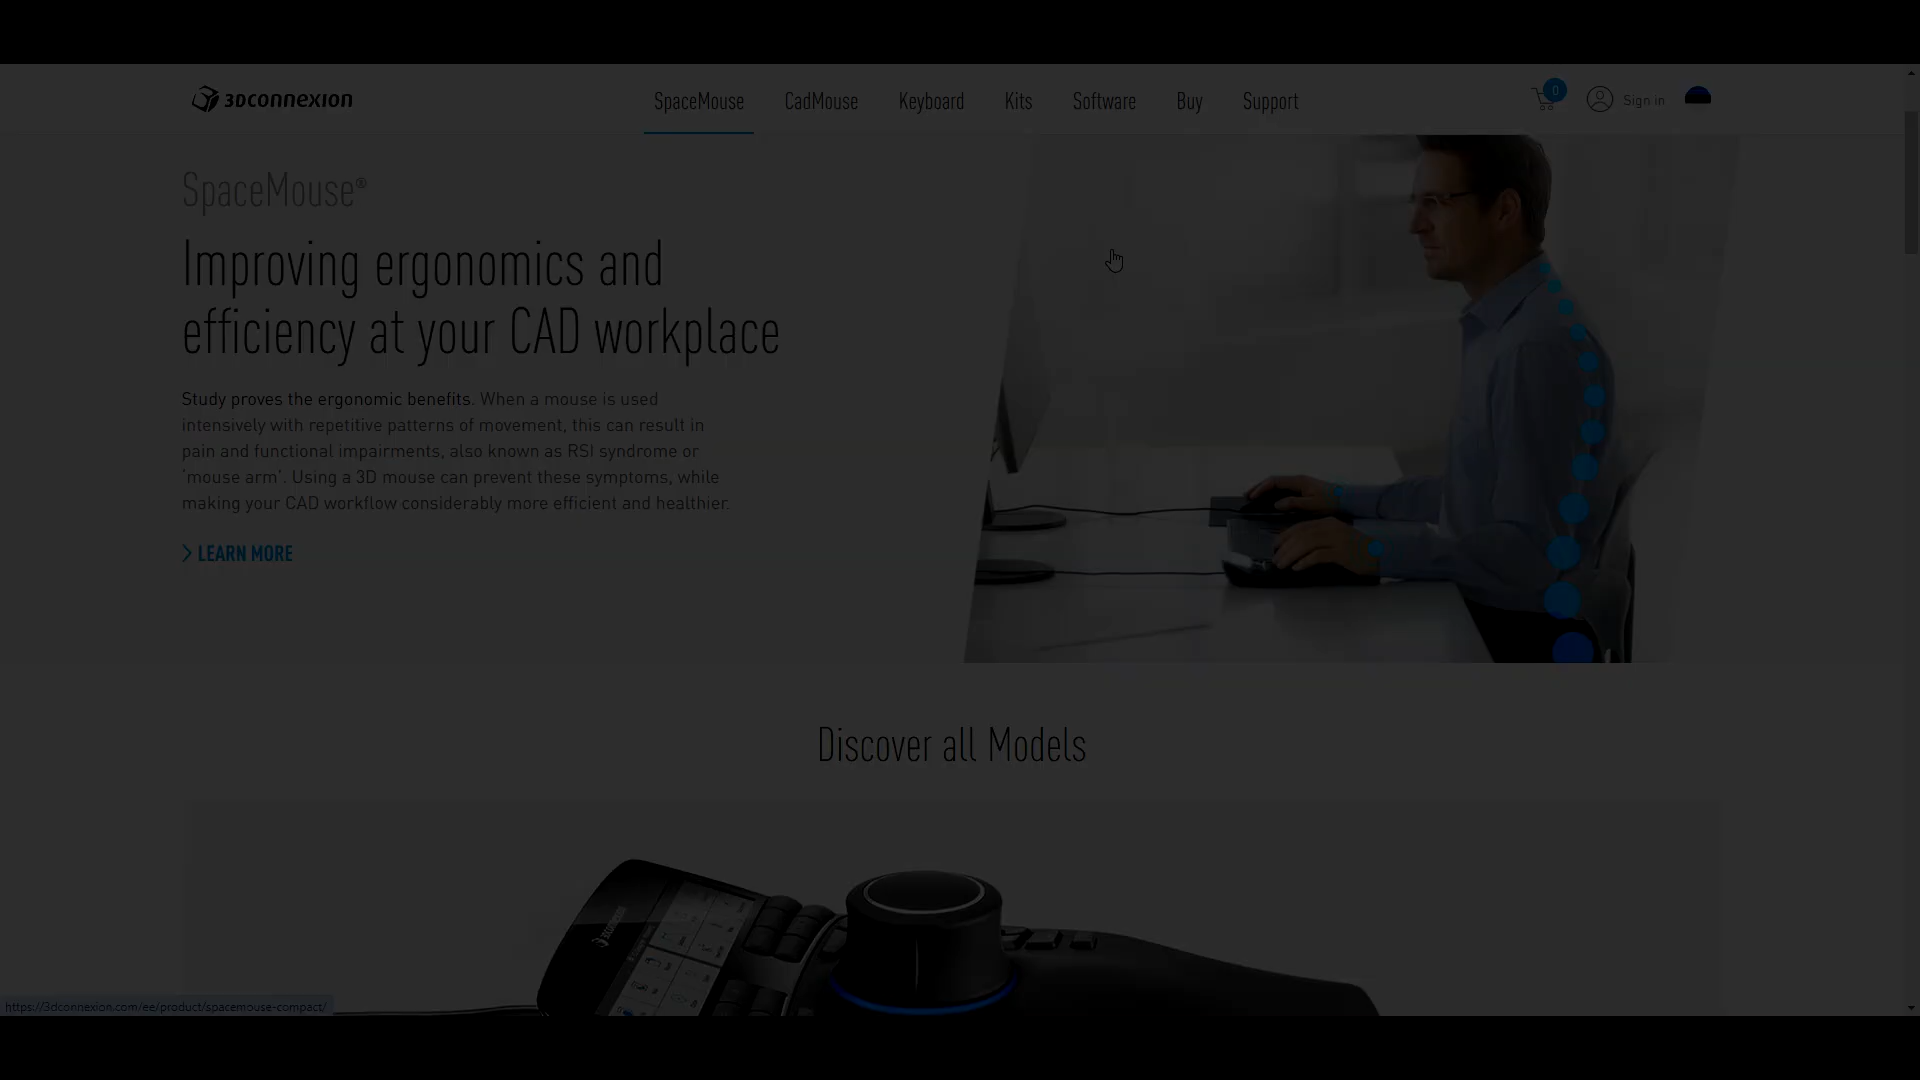 3Dconnexion
SpaceMouse
CadMouse
Keyboard
Kits
Software
Buy
Support
0
Sign in
SpaceMouse®
Improving ergonomics and
efficiency at your CAD workplace
Study proves the ergonomic benefits. When a mouse is used
intensively with repetitive patterns of movement, this can result in
pain and functional impairments, also known as RSI syndrome or
'mouse arm'. Using a 3D mouse can prevent these symptoms, while
making your CAD workflow considerably more efficient and healthier.
LEARN MORE
Discover all Models
https://3dconnexion.com/ee/product/spacemouse-compact/